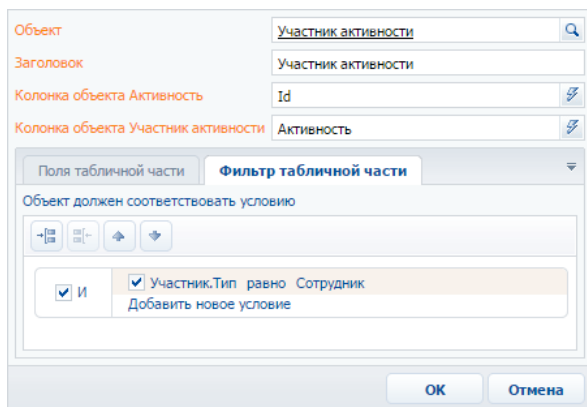 Объект Участник активности
Заголовок Участник активности
Колонка объекта Активность Id
Колонка объекта Участник активности Активность
Поля табличной части Фильтр табличной части
Объект должен соответствовать условию
И Участник.Тип равно Сотрудник
Добавить новое условие
ОК Отмена